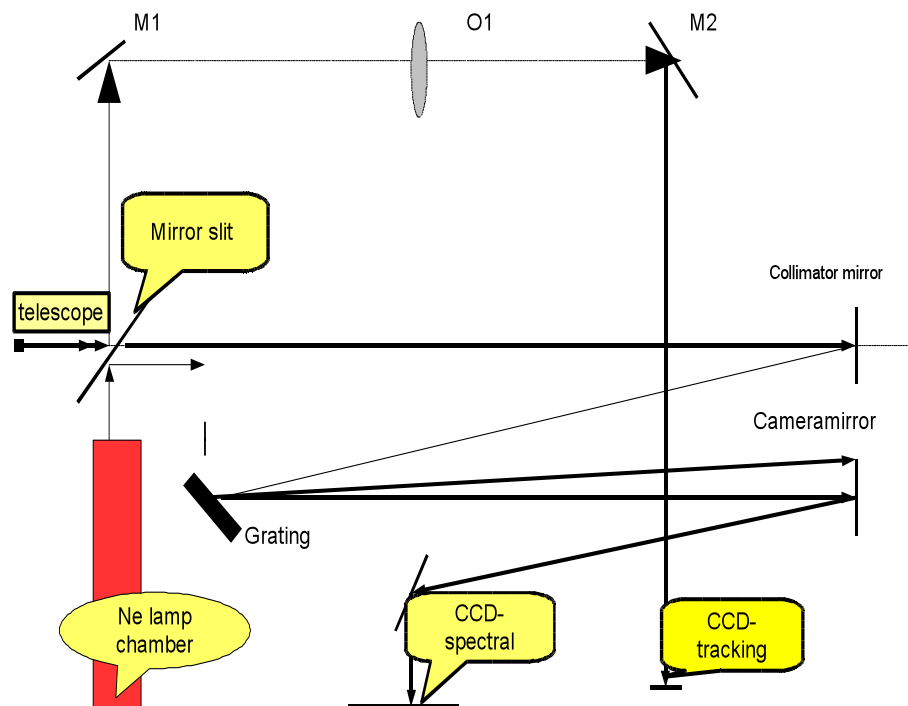 M1
O1
M2
Mirror slit
Collimator mirror
telescope
Cameramirror
Grating
Ne lamp
chamber
CCD-
spectral
CCD-
tracking